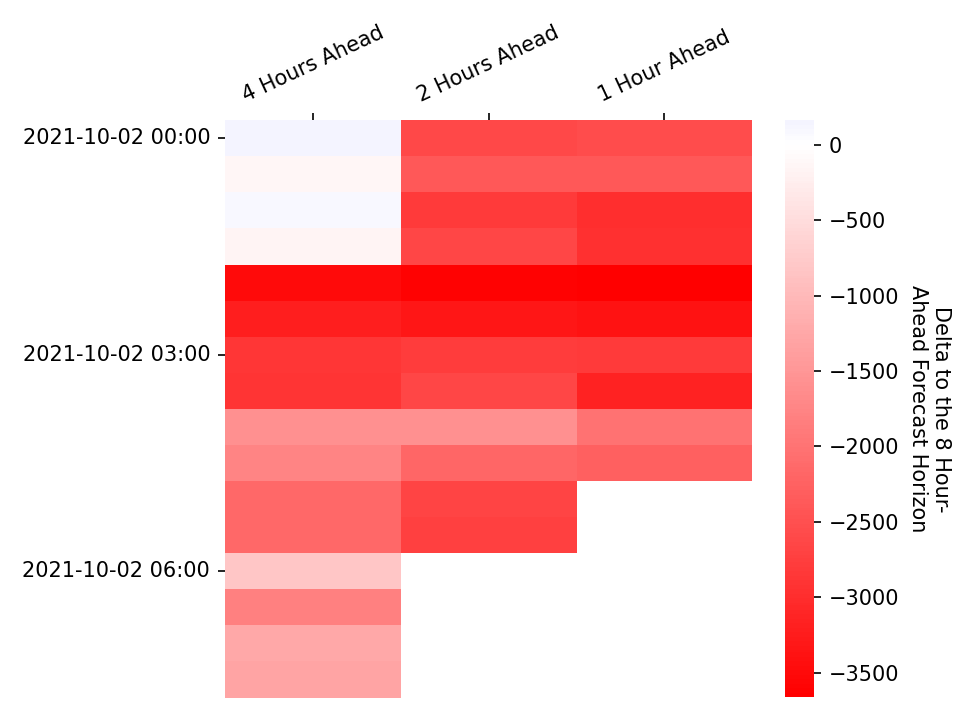 4 Hours Ahead
2 Hours Ahead
1 Hour Ahead
2021-10-02 00:00
2021-10-02 03:00
2021-10-02 06:00
0
−500
−1000
−1500
−2000
−2500
−3000
−3500
Delta to the 8 Hour-
Ahead Forecast Horizon